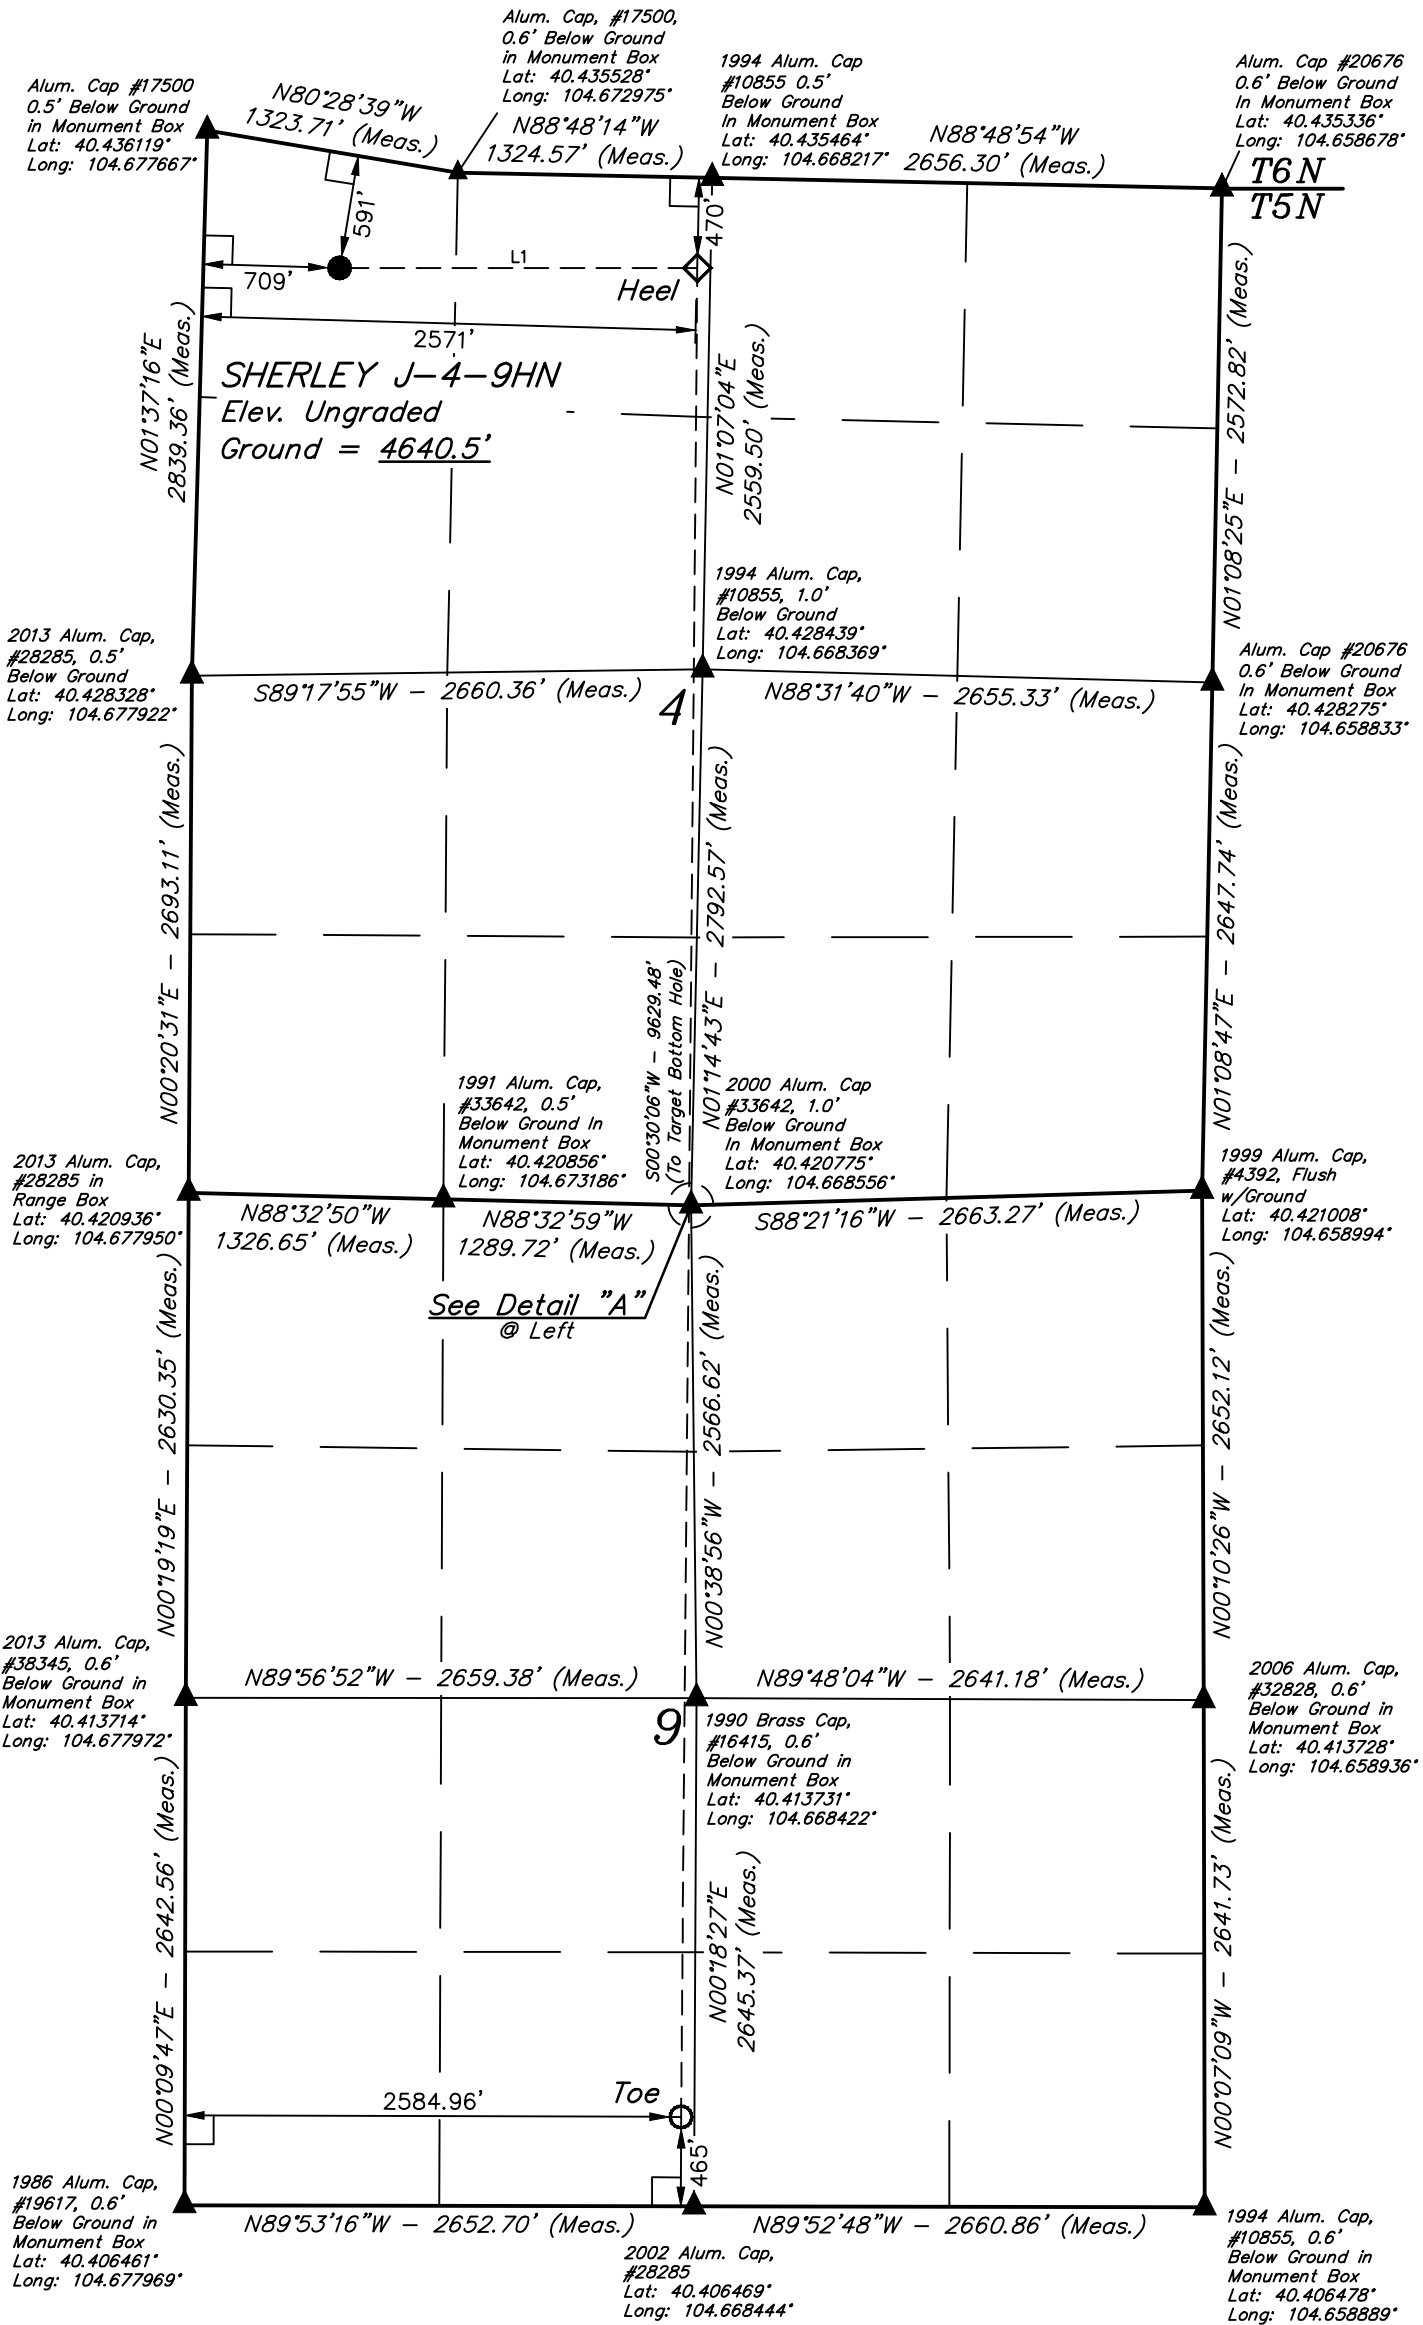 Alum. Cap, #17500,
0.6' Below Ground
in Monument Box
Lat: 40.435528°
Long: 104.672975°
1994 Alum. Cap
#10855 0.5'
Below Ground
In Monument Box
Lat: 40.435464°
Long: 104.668217°
Alum. Cap #20676
0.6' Below Ground
In Monument Box
Lat: 40.435336°
Long: 104.658678°
Alum. Cap #17500
0.5' Below Ground
in Monument Box
Lat: 40.436119°
Long: 104.677667°
N80°28'39"W
1323.71' (Meas.)
N88°48'14"W
1324.57' (Meas.)
N88°48'54"W
2656.30' (Meas.)
T6N
T5N
591'
470'
709'
L1
Heel
2571'
SHERLEY J-4-9HN
Elev. Ungraded
Ground = 4640.5'
N01°37'16"E
2839.36' (Meas.)
N01°07'04"E
2559.50' (Meas.)
N01°08'25"E - 2572.82' (Meas.)
1994 Alum. Cap,
#10855, 1.0'
Below Ground
Lat: 40.428439°
Long: 104.668369°
2013 Alum. Cap,
#28285, 0.5'
Below Ground
Lat: 40.428328°
Long: 104.677922°
Alum. Cap #20676
0.6' Below Ground
In Monument Box
Lat: 40.428275°
Long: 104.658833°
S89°17'55"W - 2660.36' (Meas.)
4
N88°31'40"W - 2655.33' (Meas.)
N00°20'31"E - 2693.11' (Meas.)
S00°30'06"W - 9629.48'
(To Target Bottom Hole)
N01°14'43"E - 2792.57' (Meas.)
N01°08'47"E - 2647.74' (Meas.)
1991 Alum. Cap,
#33642, 0.5'
Below Ground In
Monument Box
Lat: 40.420856°
Long: 104.673186°
2000 Alum. Cap
#33642, 1.0'
Below Ground
In Monument Box
Lat: 40.420775°
Long: 104.668556°
2013 Alum. Cap,
#28285 in
Range Box
Lat: 40.420936°
Long: 104.677950°
1999 Alum. Cap,
#4392, Flush
w/Ground
Lat: 40.421008°
Long: 104.658994°
N88°32'50"W
1326.65' (Meas.)
N88°32'59"W
1289.72' (Meas.)
S88°21'16"W - 2663.27' (Meas.)
See Detail "A"
@ Left
N00°19'19"E - 2630.35' (Meas.)
N00°38'56"W - 2566.62' (Meas.)
N00°10'26"W - 2652.12' (Meas.)
2013 Alum. Cap,
#38345, 0.6'
Below Ground in
Monument Box
Lat: 40.413714°
Long: 104.677972°
N89°56'52"W - 2659.38' (Meas.)
N89°48'04"W - 2641.18' (Meas.)
9
1990 Brass Cap,
#16415, 0.6'
Below Ground in
Monument Box
Lat: 40.413731°
Long: 104.668422°
2006 Alum. Cap,
#32828, 0.6'
Below Ground in
Monument Box
Lat: 40.413728°
Long: 104.658936°
N00°09'47"E - 2642.56' (Meas.)
N00°18'27"E
2645.37' (Meas.)
N00°07'09"W - 2641.73' (Meas.)
2584.96'
Toe
465'
1986 Alum. Cap,
#19617, 0.6'
Below Ground in
Monument Box
Lat: 40.406461°
Long: 104.677969°
N89°53'16"W - 2652.70' (Meas.)
N89°52'48"W - 2660.86' (Meas.)
2002 Alum. Cap,
#28285
Lat: 40.406469°
Long: 104.668444°
1994 Alum. Cap,
#10855, 0.6'
Below Ground in
Monument Box
Lat: 40.406478°
Long: 104.658889°